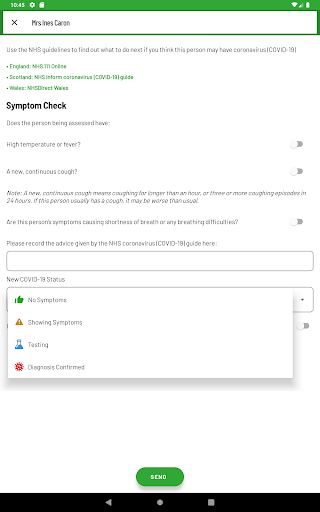 10:45
Mrs Ines Caron
Use the NHS guidelines to find out what to do next if you think this person may have coronavirus (COVID-19)
• England: NHS 111 Online
• Scotland: NHS inform coronavirus (COVID-19) guide
• Wales: NHSDirect Wales
Symptom Check
Does the person being assessed have:
High temperature or fever?
A new, continuous cough?
Note: A new, continuous cough means coughing for longer than an hour, or three or more coughing episodes in
24 hours. If this person usually has a cough, it may be worse than usual.
Are this person's symptoms causing shortness of breath or any breathing difficulties?
Please record the advice given by the NHS coronavirus (COVID-19) guide here:
New COVID-19 Status
No Symptoms
Showing Symptoms
Testing
Diagnosis Confirmed
SEND